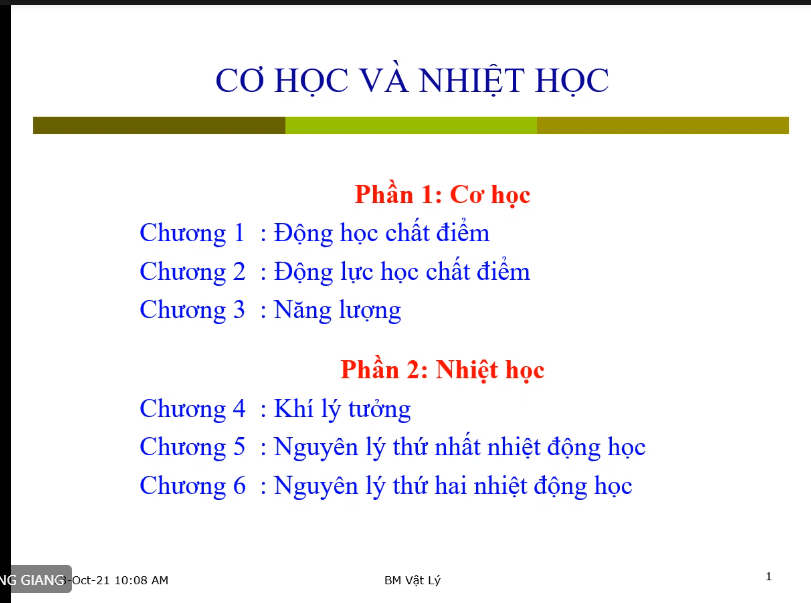 CƠ HỌC VÀ NHIỆT HỌC
Phần 1: Cơ học
Chương 1 : Động học chất điểm
Chương 2 : Động lực học chất điểm
Chương 3 : Năng lượng
Phần 2: Nhiệt học
Chương 4 : Khí lý tưởng
Chương 5 : Nguyên lý thứ nhất nhiệt động học
Chương 6 : Nguyên lý thứ hai nhiệt động học
GIANG -Oct-21 10:08 AM BM Vật Lý 1